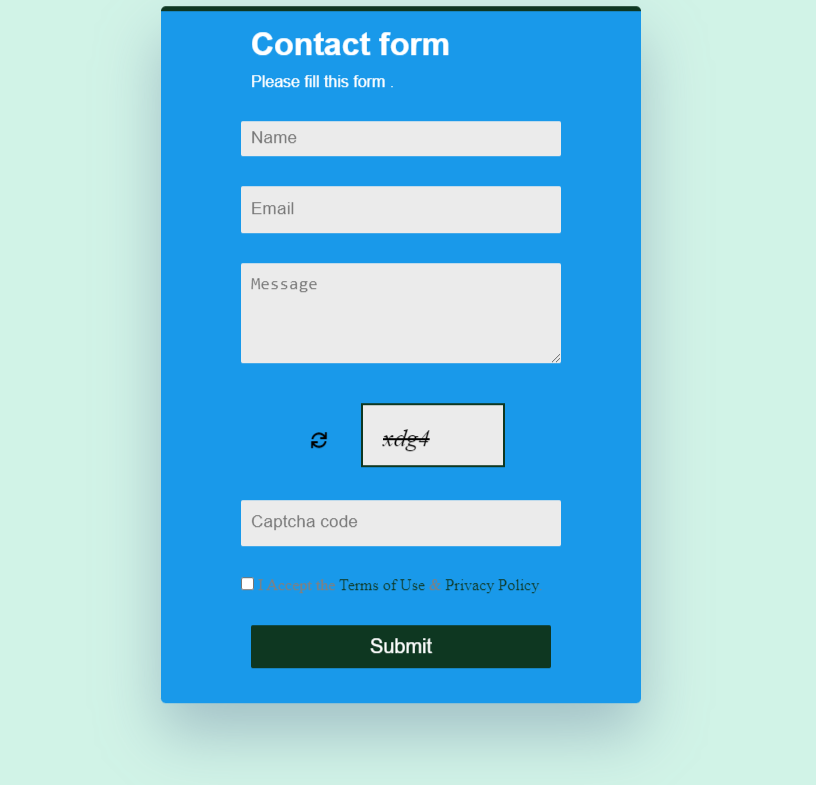 Contact form
Please fill this form .
Name
Email
Message
xdg4
Captcha code
I Accept the Terms of Use & Privacy Policy
Submit